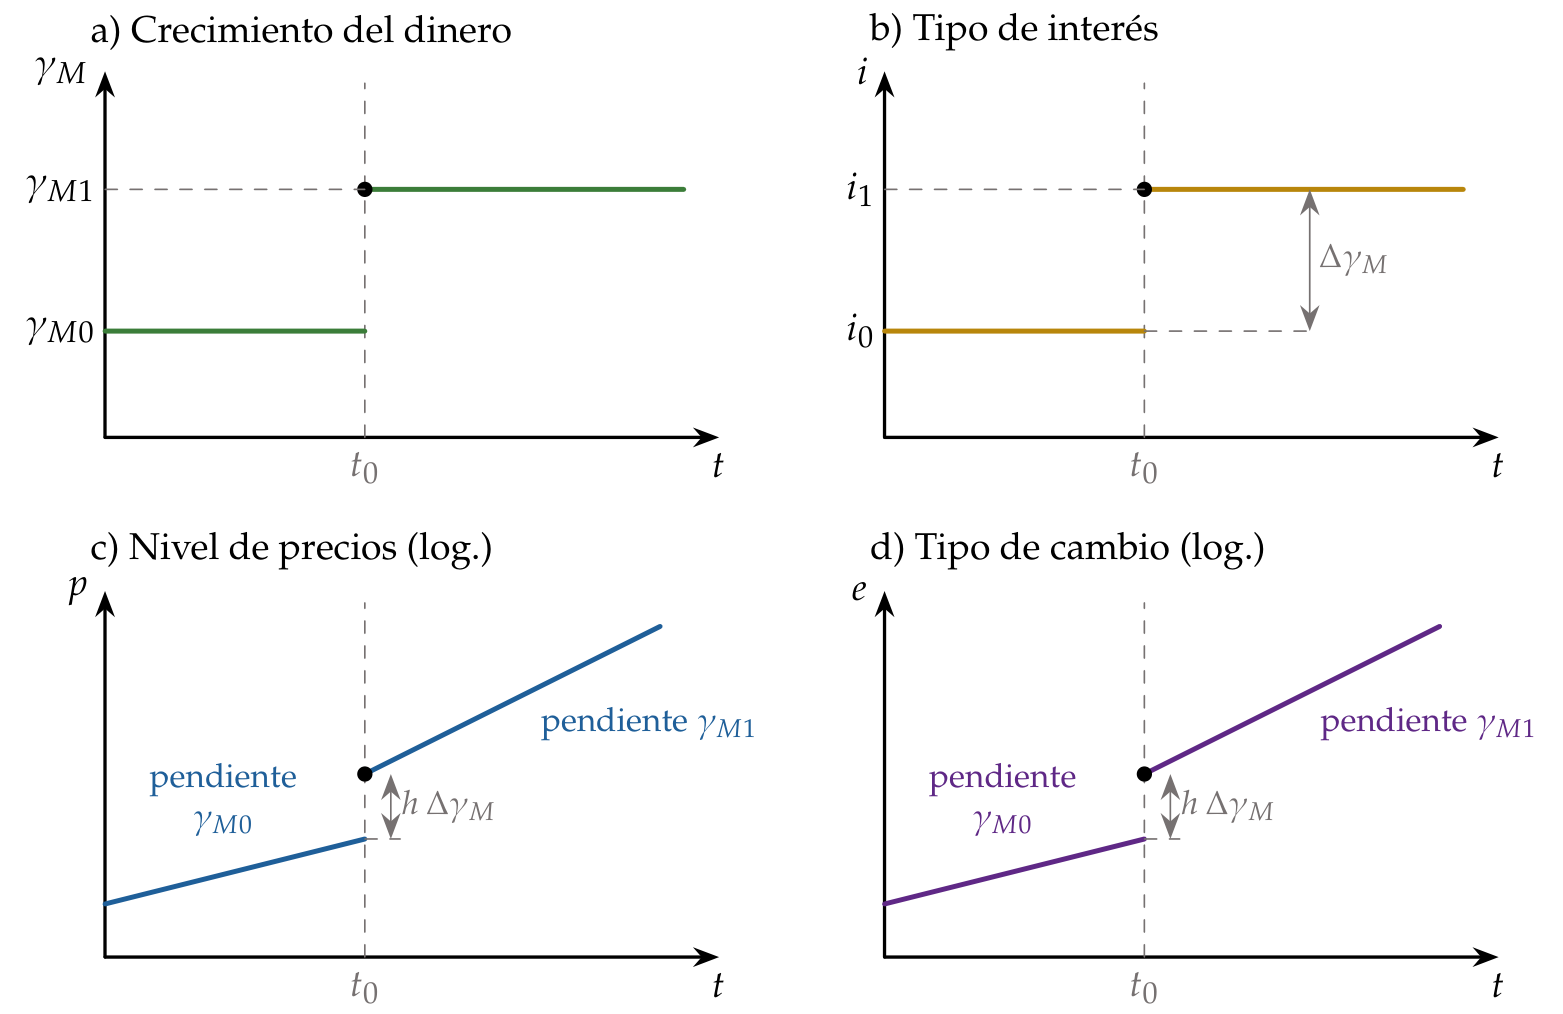 a) Crecimiento del dinero
γM
γM1
γM0
t0
t
b) Tipo de interés
i
i1
ΔγM
i0
t0
t
c) Nivel de precios (log.)
p
pendiente γM1
pendiente
γM0
h ΔγM
t0
t
d) Tipo de cambio (log.)
e
pendiente γM1
pendiente
γM0
h ΔγM
t0
t